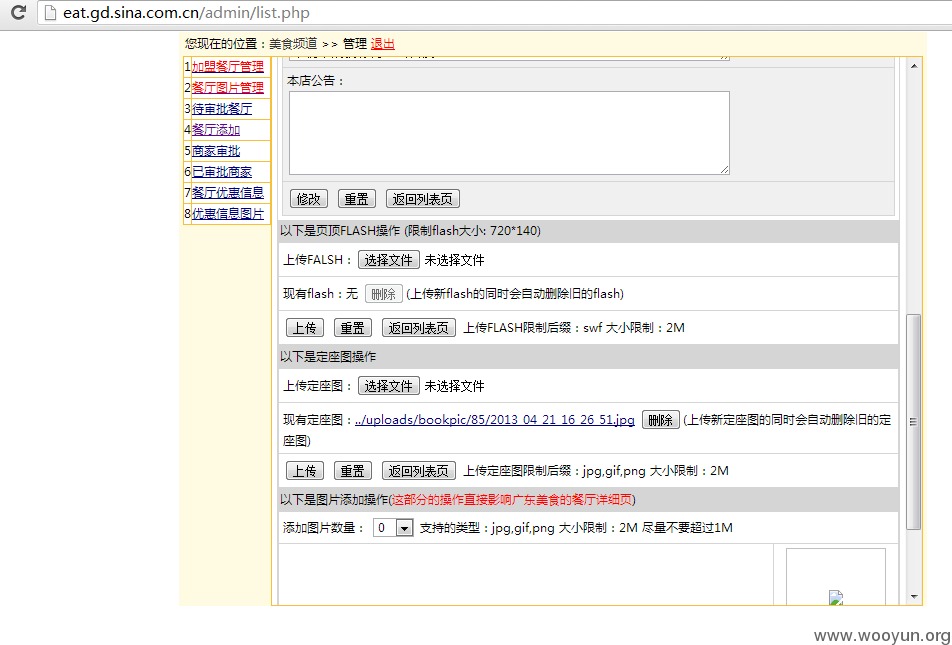 eat.gd.sina.com.cn/admin/list.php
您现在的位置：美食频道 >> 管理 退出
1加盟餐厅管理
2餐厅图片管理
3待审批餐厅
4餐厅添加
5商家审批
6已审批商家
7餐厅优惠信息
8优惠信息图片
本店公告：
修改 重置 返回列表页
以下是页顶FLASH操作 (限制flash大小: 720*140)
上传FALSH： 选择文件 未选择文件
现有flash：无 删除 (上传新flash的同时会自动删除旧的flash)
上传 重置 返回列表页 上传FLASH限制后缀：swf 大小限制：2M
以下是定座图操作
上传定座图： 选择文件 未选择文件
现有定座图：../uploads/bookpic/85/2013_04_21_16_26_51.jpg 删除 (上传新定座图的同时会自动删除旧的定
座图)
上传 重置 返回列表页 上传定座图限制后缀：jpg,gif,png 大小限制：2M
以下是图片添加操作(这部分的操作直接影响广东美食的餐厅详细页)
添加图片数量： 0 支持的类型：jpg,gif,png 大小限制：2M 尽量不要超过1M
www.wooyun.org